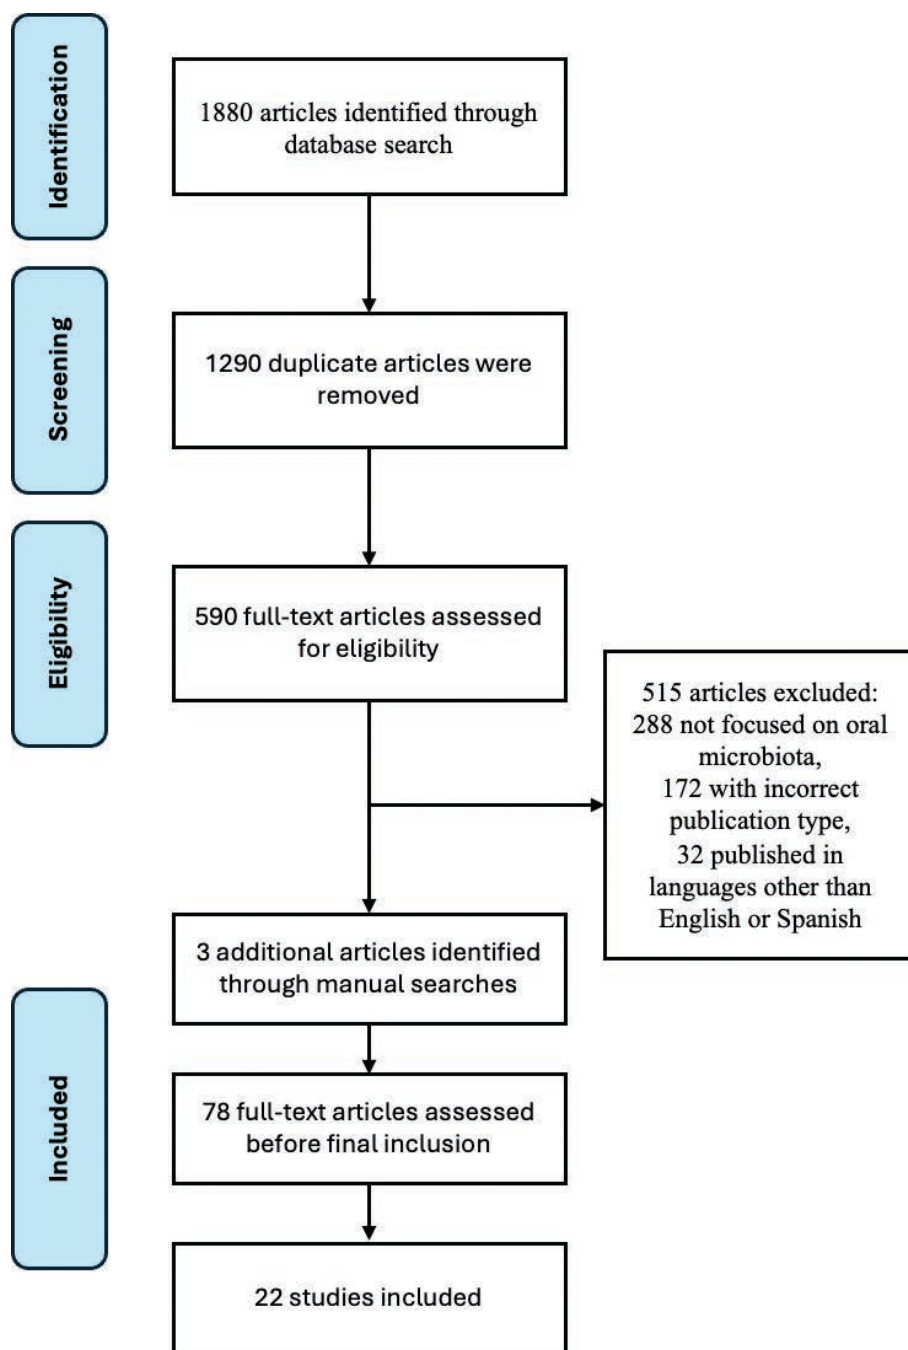 Identification
1880 articles identified through
database search
Screening
1290 duplicate articles were
removed
Eligibility
590 full-text articles assessed
for eligibility
515 articles excluded:
288 not focused on oral
microbiota,
172 with incorrect
publication type,
32 published in
languages other than
English or Spanish
3 additional articles identified
through manual searches
Included
78 full-text articles assessed
before final inclusion
22 studies included